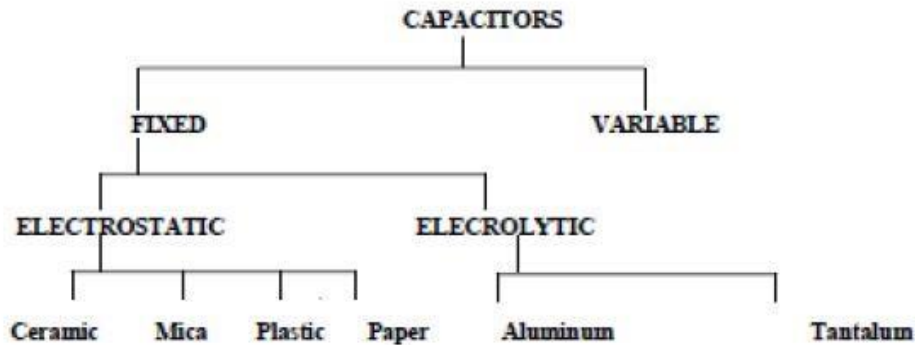 CAPACITORS
FIXED VARIABLE
ELECTROSTATIC ELECROLYTIC
Ceramic Mica Plastic Paper Aluminum Tantalum